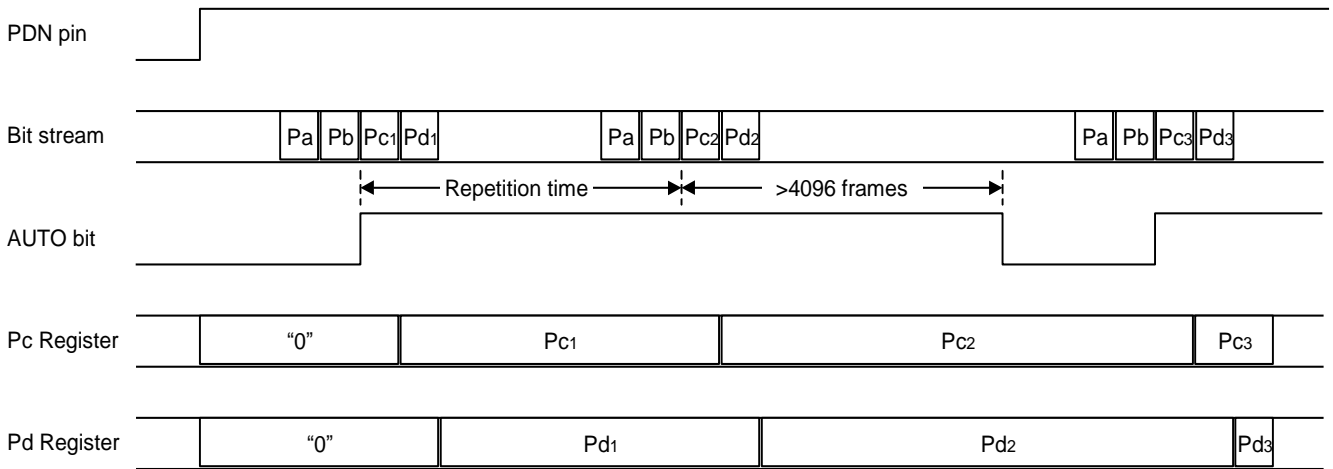 PDN pin
Bit stream Pa Pb Pc1 Pd1 Pa Pb Pc2 Pd2 Pa Pb Pc3 Pd3
Repetition time >4096 frames
AUTO bit
Pc Register “0” Pc1 Pc2 Pc3
Pd Register “0” Pd1 Pd2 Pd3